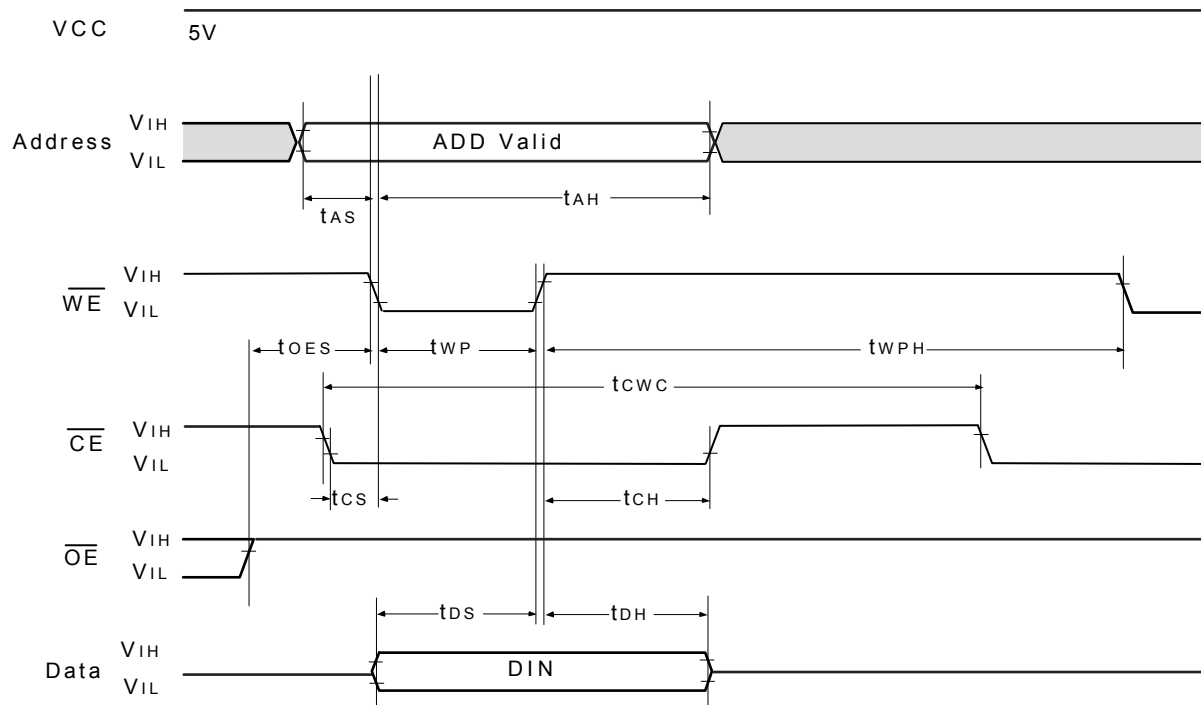 VCC 5V
Address VIH ADD Valid
VIL
tAS tAH
WE VIH
VIL
tOES tWP tWPH
tCWC
CE VIH
VIL
tCS tCH
OE VIH
VIL
tDS tDH
Data VIH DIN
VIL